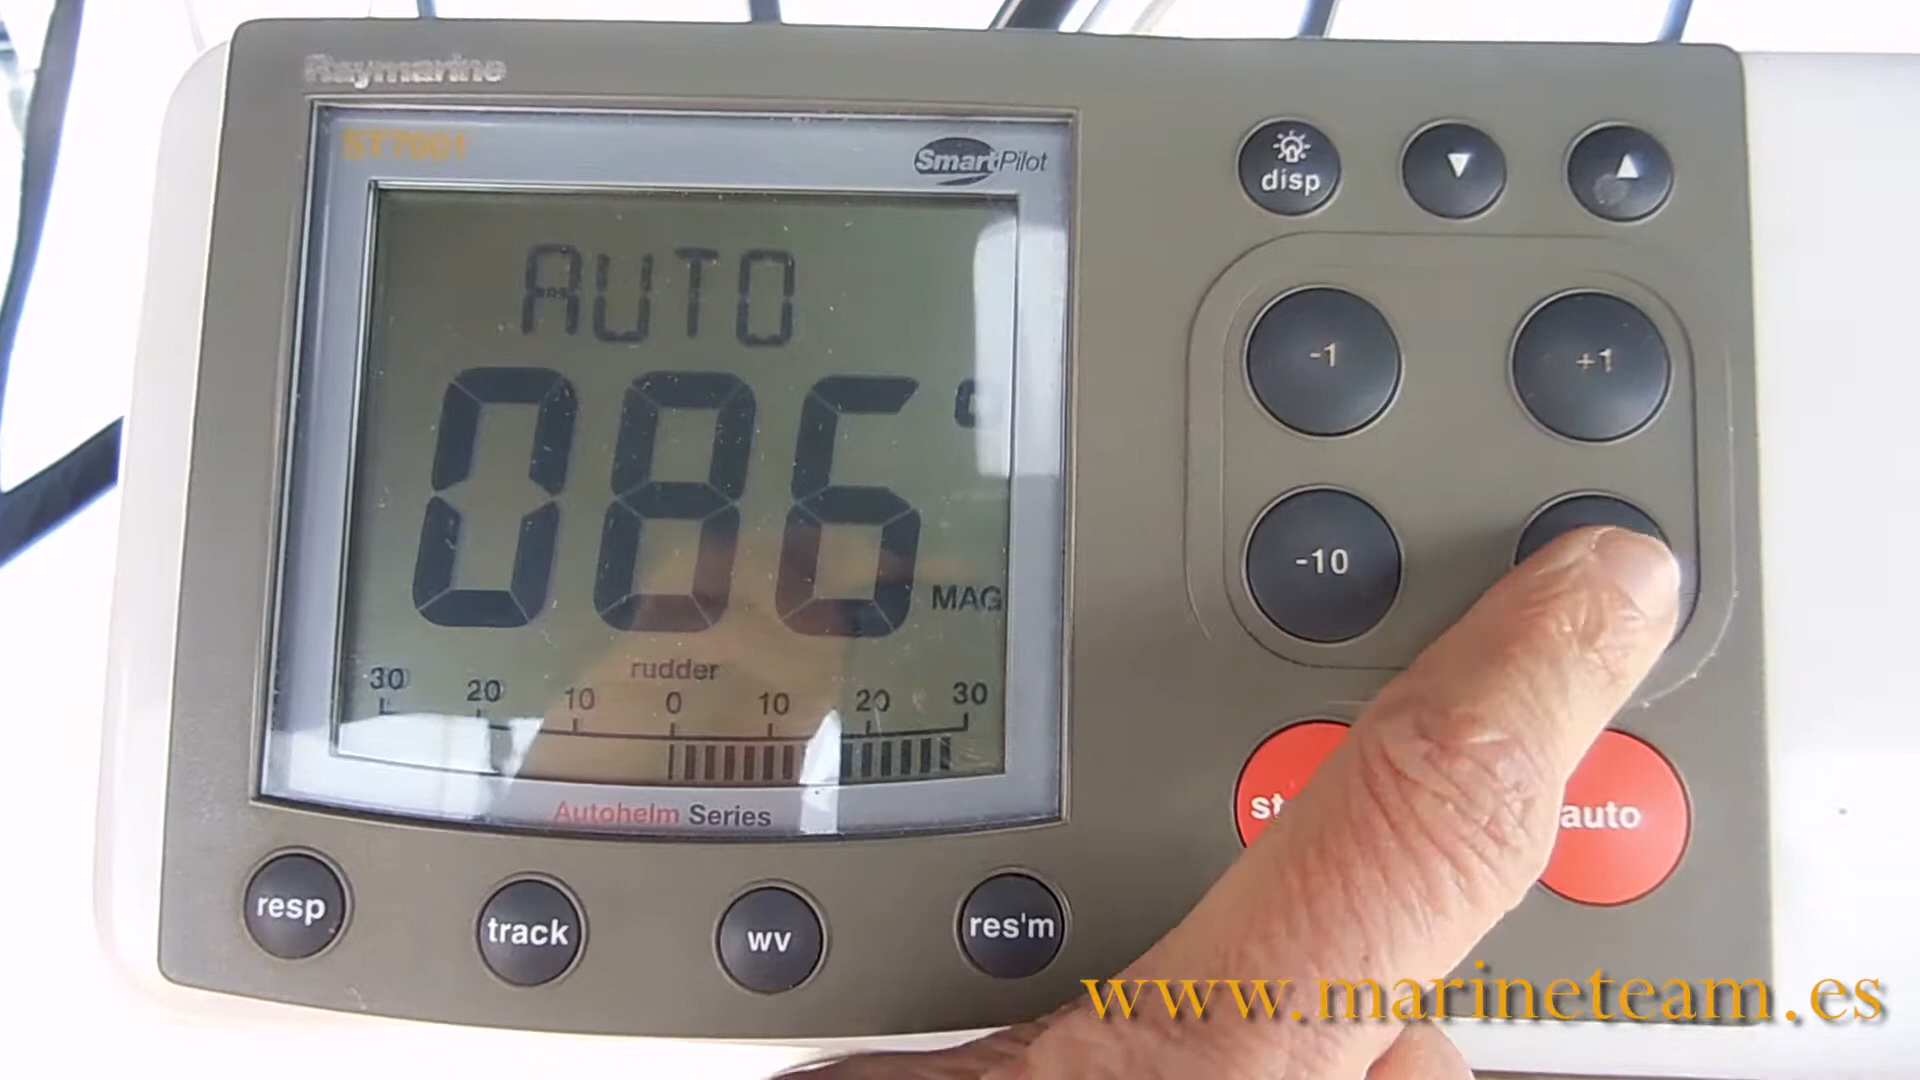 Raymarine
ST7001
SmartPilot
AUTO
086°
MAG
rudder
30 20 10 0 10 20 30
Autohelm Series
disp
-1
+1
-10
auto
resp
track
wv
res'm
www.marineteam.es